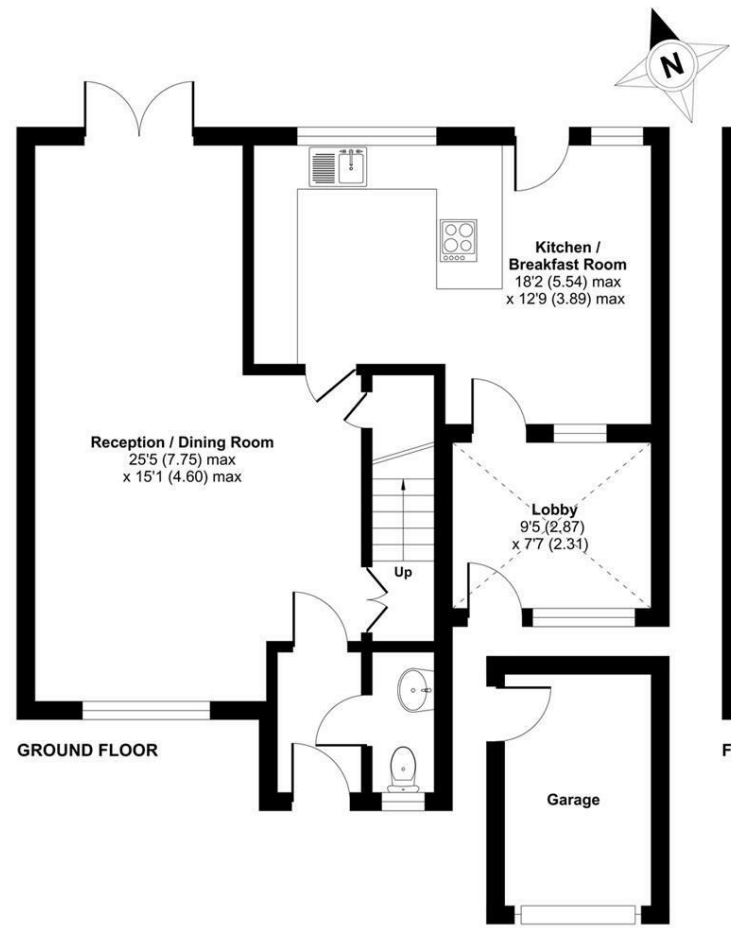 N
Kitchen /
Breakfast Room
18'2 (5.54) max
x 12'9 (3.89) max
Reception / Dining Room
25'5 (7.75) max
x 15'1 (4.60) max
Lobby
9'5 (2.87)
x 7'7 (2.31)
Up
GROUND FLOOR
F
Garage